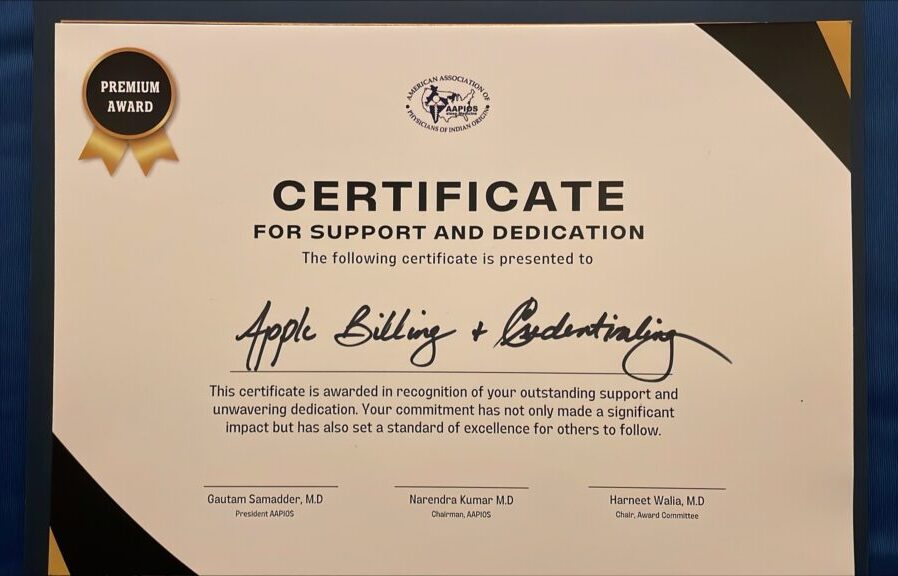 PREMIUM
AWARD
AMERICAN ASSOCIATION OF
AAPIOS
PHYSICIANS OF INDIAN ORIGIN
CERTIFICATE
FOR SUPPORT AND DEDICATION
The following certificate is presented to
Apple Billing + Credentialing
This certificate is awarded in recognition of your outstanding support and
unwavering dedication. Your commitment has not only made a significant
impact but has also set a standard of excellence for others to follow.
Gautam Samadder, M.D
President AAPIOS
Narendra Kumar M.D
Chairman, AAPIOS
Harneet Walia, M.D
Chair, Award Committee